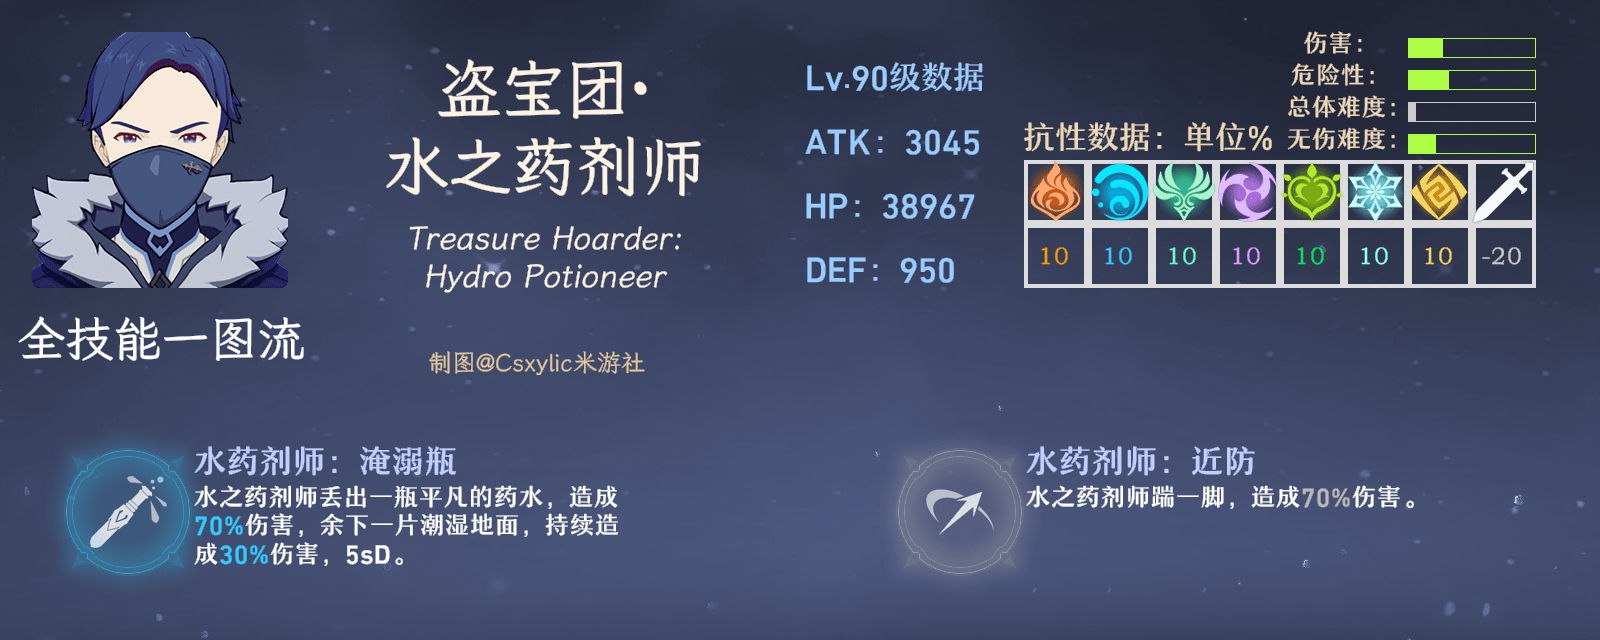 盗宝团·
水之药剂师
Treasure Hoarder:
Hydro Potioneer
全技能一图流
制图@Csxylic米游社
Lv.90级数据
ATK：3045
HP：38967
DEF：950
伤害：
危险性：
总体难度：
无伤难度：
抗性数据：单位%
10 10 10 10 10 10 10 -20
水药剂师：淹溺瓶
水之药剂师丢出一瓶平凡的药水，造成
70%伤害，余下一片潮湿地面，持续造
成30%伤害，5sD。
水药剂师：近防
水之药剂师踹一脚，造成70%伤害。